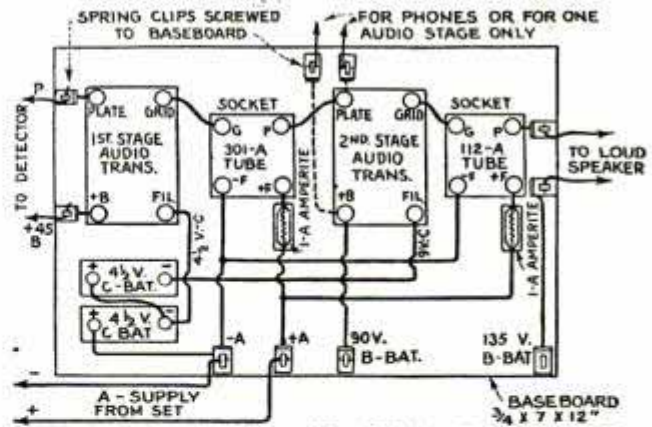 SPRING CLIPS SCREWED
TO BASEBOARD
FOR PHONES OR FOR ONE
AUDIO STAGE ONLY
P
PLATE
GRID
1ST. STAGE
AUDIO
TRANS.
+B
FIL
TO DETECTOR
+45
B
SOCKET
G
P
301-A
TUBE
-F
+F
1-A AMPERITE
4½ V.-C
PLATE
GRID
2ND. STAGE
AUDIO
TRANS.
+B
FIL
9V.-C
SOCKET
G
P
112-A
TUBE
-F
+F
1-A AMPERITE
TO LOUD
SPEAKER
+ 4½ V. -
C-BAT.
+ 4½ V. -
C BAT
-A
+A
90V.
B-BAT.
135 V.
B-BAT
-
A - SUPPLY
FROM SET
+
BASEBOARD
3/4 X 7 X 12"